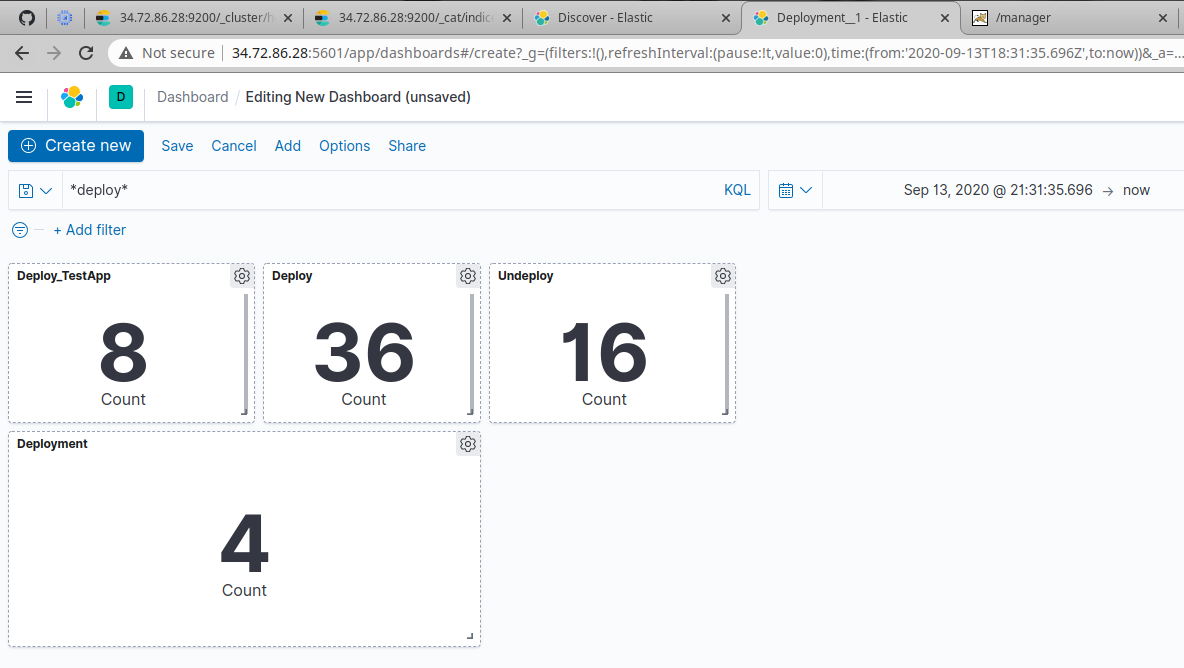 34.72.86.28:9200/_cluster/h
34.72.86.28:9200/_cat/indic
Discover - Elastic
Deployment__1 - Elastic
/manager
Not secure
34.72.86.28:5601/app/dashboards#/create?_g=(filters:!(),refreshInterval:(pause:!t,value:0),time:(from:'2020-09-13T18:31:35.696Z',to:now))&_a=...
D
Dashboard / Editing New Dashboard (unsaved)
Create new
Save
Cancel
Add
Options
Share
*deploy*
KQL
Sep 13, 2020 @ 21:31:35.696 → now
+ Add filter
Deploy_TestApp
8
Count
Deploy
36
Count
Undeploy
16
Count
Deployment
4
Count